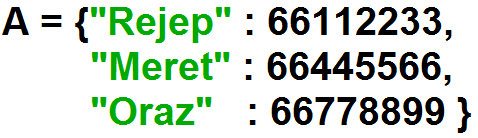 A = {"Rejep" : 66112233,
"Meret" : 66445566,
"Oraz" : 66778899 }